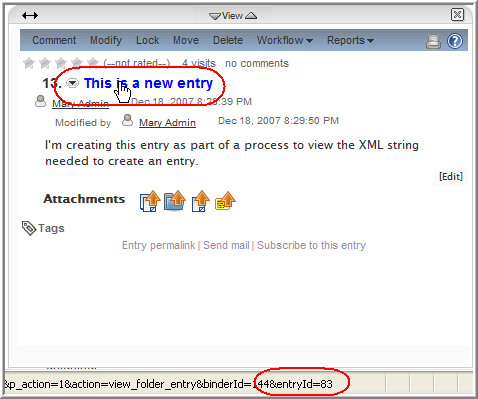 View
Comment Modify Lock Move Delete Workflow Reports
(--not rated--) 4 visits no comments
13. This is a new entry
Mary Admin Dec 18, 2007 8:29:39 PM
Modified by Mary Admin Dec 18, 2007 8:29:50 PM
I'm creating this entry as part of a process to view the XML string
needed to create an entry.
[Edit]
Attachments
Tags
Entry permalink | Send mail | Subscribe to this entry
&p_action=1&action=view_folder_entry&binderId=144&entryId=83